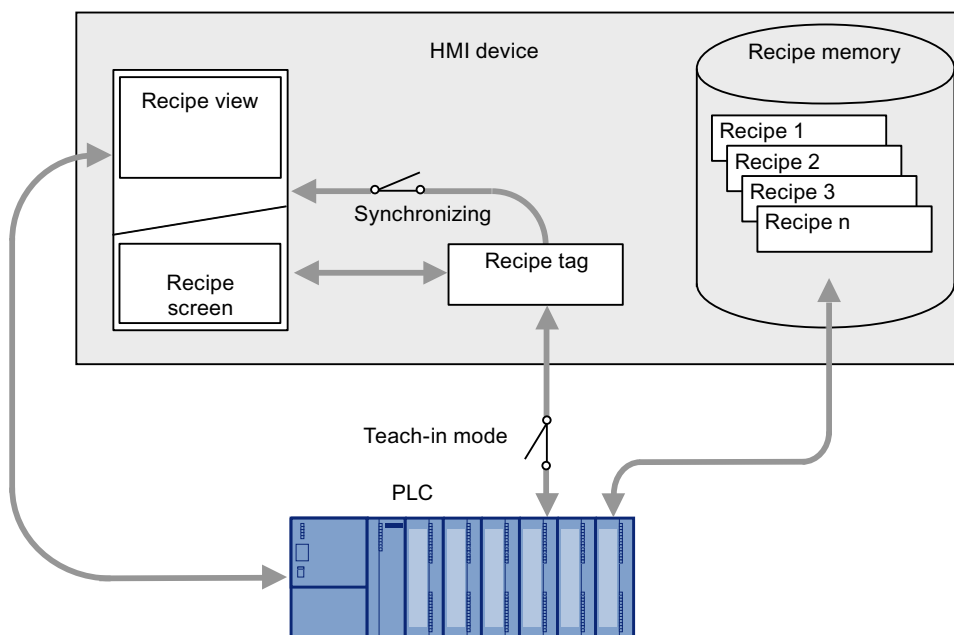 HMI device
Recipe memory
Recipe view
Recipe 1
Recipe 2
Recipe 3
Recipe n
Synchronizing
Recipe tag
Recipe
screen
Teach-in mode
PLC